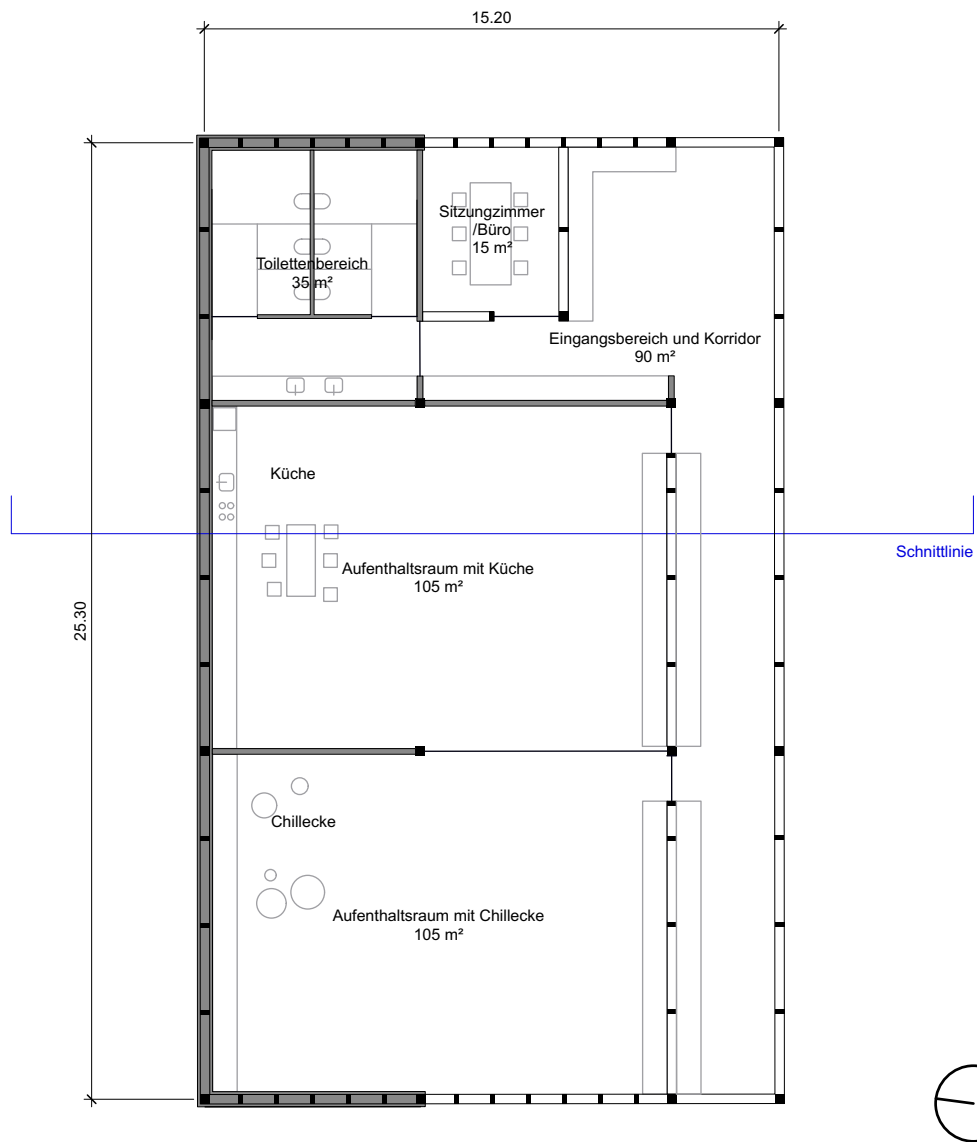 15.20
Sitzungzimmer
/Büro
15 m²
Toilettenbereich
35 m²
Eingangsbereich und Korridor
90 m²
Küche
Schnittlinie
Aufenthaltsraum mit Küche
105 m²
25.30
Chillecke
Aufenthaltsraum mit Chillecke
105 m²